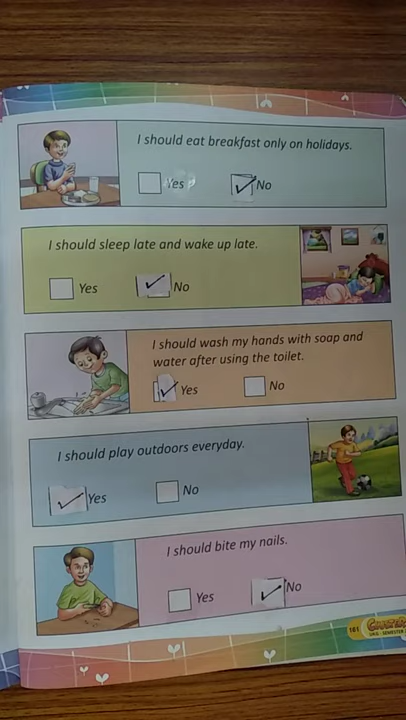 I should eat breakfast only on holidays.
Yes No
I should sleep late and wake up late.
Yes No
I should wash my hands with soap and
water after using the toilet.
Yes No
I should play outdoors everyday.
Yes No
I should bite my nails.
Yes No
161
SEMESTER